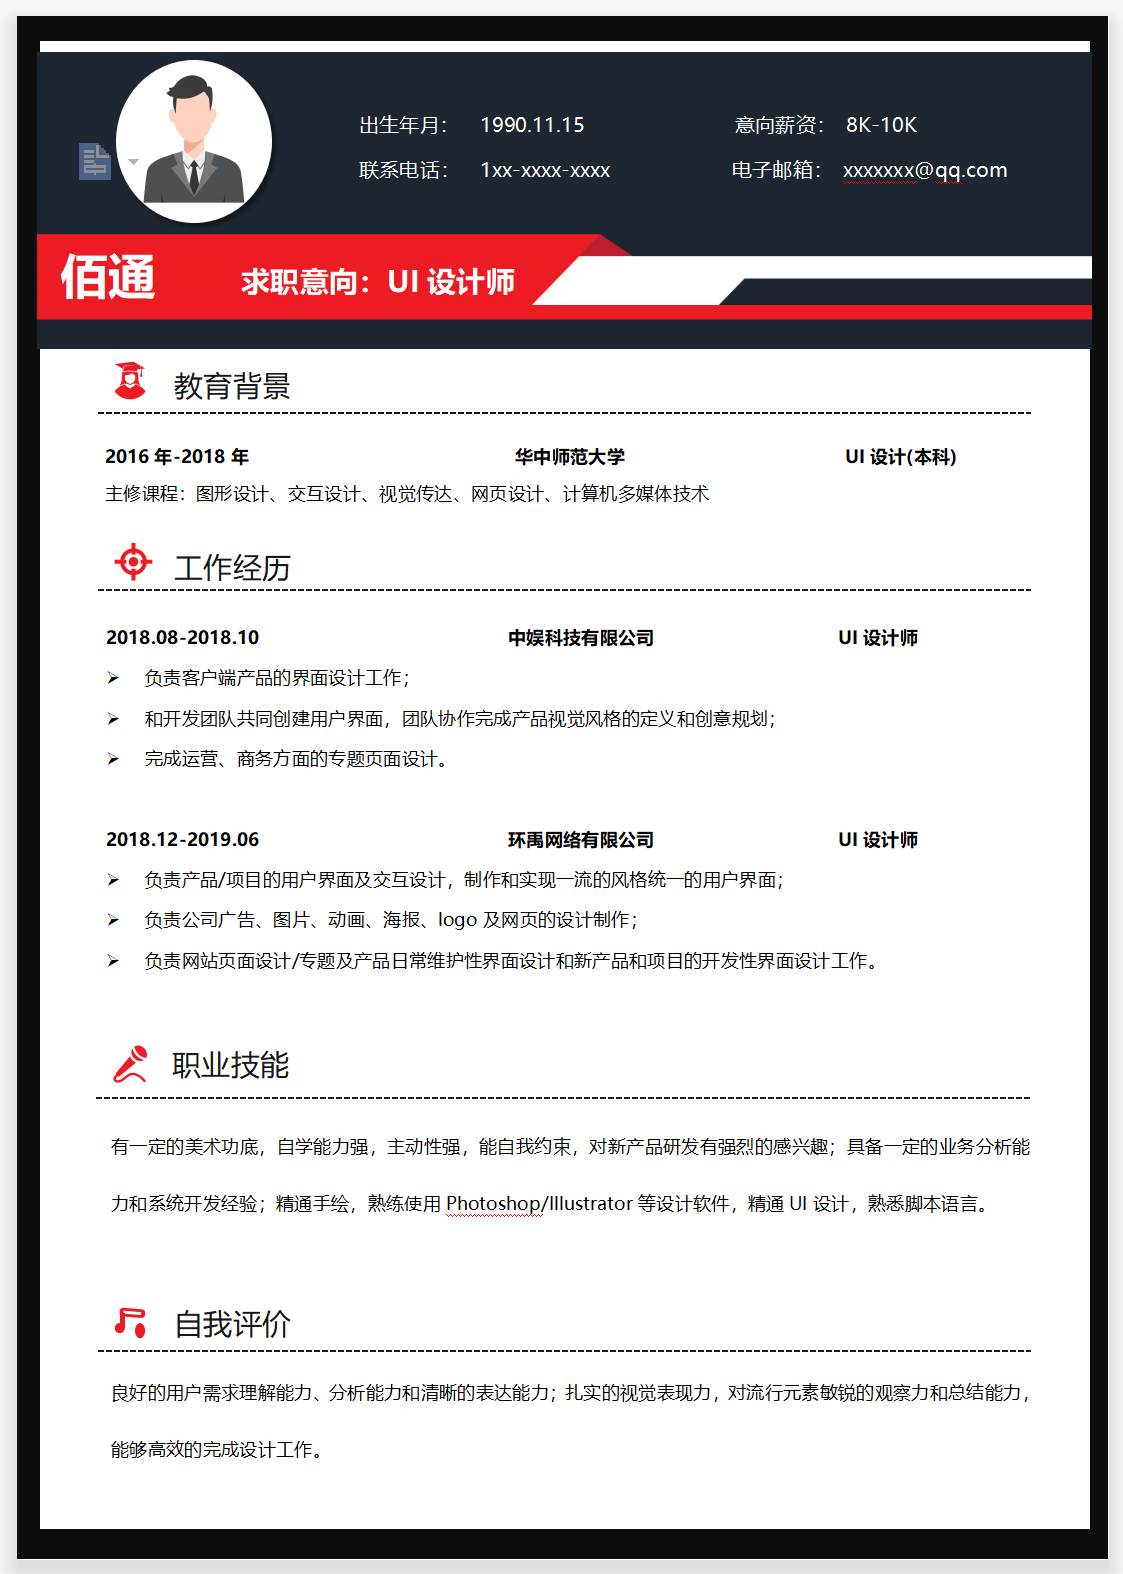 出生年月： 1990.11.15 意向薪资： 8K-10K
联系电话： 1xx-xxxx-xxxx 电子邮箱： xxxxxxx@qq.com
佰通 求职意向：UI 设计师
教育背景
2016 年-2018 年 华中师范大学 UI 设计(本科)
主修课程：图形设计、交互设计、视觉传达、网页设计、计算机多媒体技术
工作经历
2018.08-2018.10 中娱科技有限公司 UI 设计师
➢ 负责客户端产品的界面设计工作；
➢ 和开发团队共同创建用户界面，团队协作完成产品视觉风格的定义和创意规划；
➢ 完成运营、商务方面的专题页面设计。
2018.12-2019.06 环禹网络有限公司 UI 设计师
➢ 负责产品/项目的用户界面及交互设计，制作和实现一流的风格统一的用户界面；
➢ 负责公司广告、图片、动画、海报、logo 及网页的设计制作；
➢ 负责网站页面设计/专题及产品日常维护性界面设计和新产品和项目的开发性界面设计工作。
职业技能
有一定的美术功底，自学能力强，主动性强，能自我约束，对新产品研发有强烈的感兴趣；具备一定的业务分析能
力和系统开发经验；精通手绘，熟练使用 Photoshop/Illustrator 等设计软件，精通 UI 设计，熟悉脚本语言。
自我评价
良好的用户需求理解能力、分析能力和清晰的表达能力；扎实的视觉表现力，对流行元素敏锐的观察力和总结能力，
能够高效的完成设计工作。